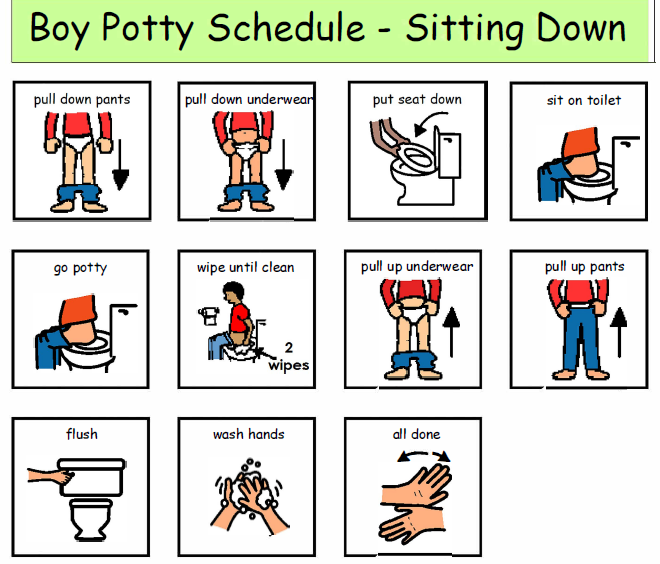 Boy Potty Schedule - Sitting Down
pull down pants
pull down underwear
put seat down
sit on toilet
go potty
wipe until clean
2
wipes
pull up underwear
pull up pants
flush
wash hands
all done